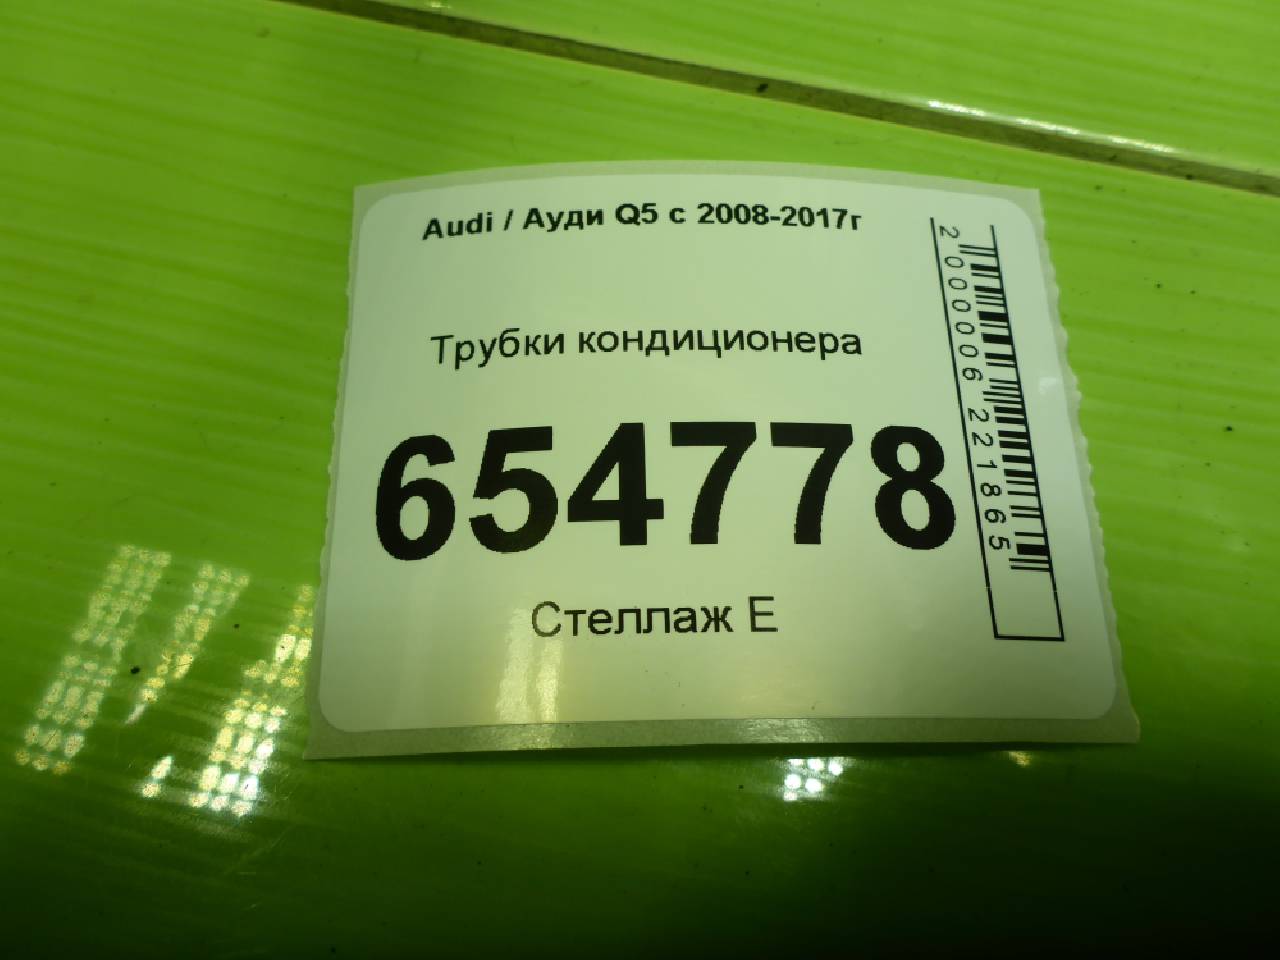 Audi / Ауди Q5 с 2008-2017г
Трубки кондиционера
654778
Стеллаж Е
2000006221865